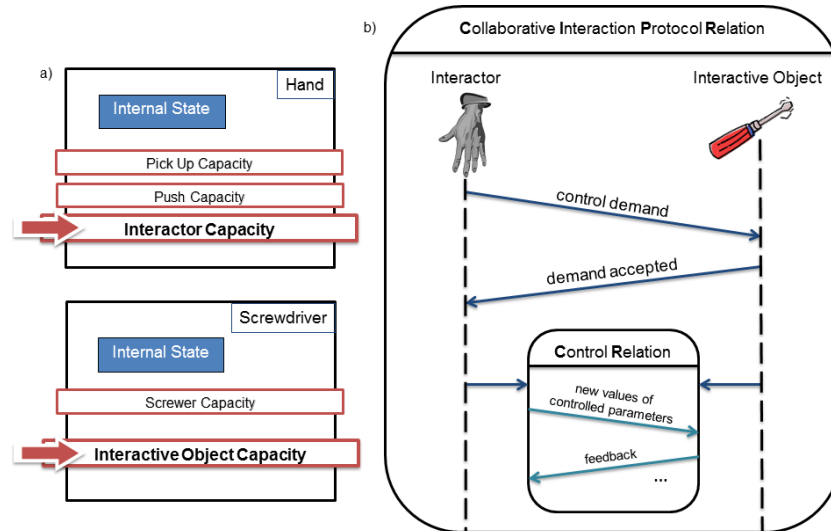 a)
Hand
Internal State
Pick Up Capacity
Push Capacity
Interactor Capacity
Screwdriver
Internal State
Screwer Capacity
Interactive Object Capacity
b)
Collaborative Interaction Protocol Relation
Interactor
Interactive Object
control demand
demand accepted
Control Relation
new values of
controlled parameters
feedback
...